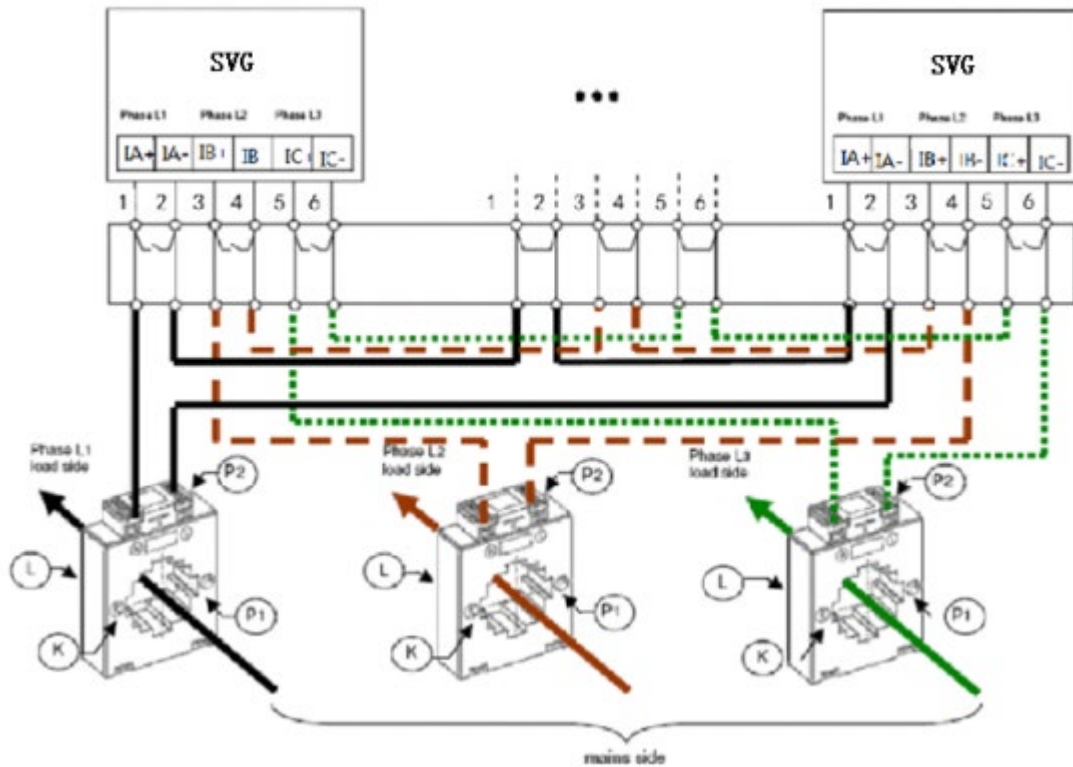 SVG
SVG
Phase L1 Phase L2 Phase L3
Phase L1 Phase L2 Phase L3
IA+ IA- IB+ IB IC+ IC-
IA+ IA- IB+ IB- IC+ IC-
1 2 3 4 5 6
1 2 3 4 5 6
1 2 3 4 5 6
Phase L1
load side
Phase L2
load side
Phase L3
load side
P2
P2
P2
L
L
L
P1
P1
P1
K
K
K
mains side